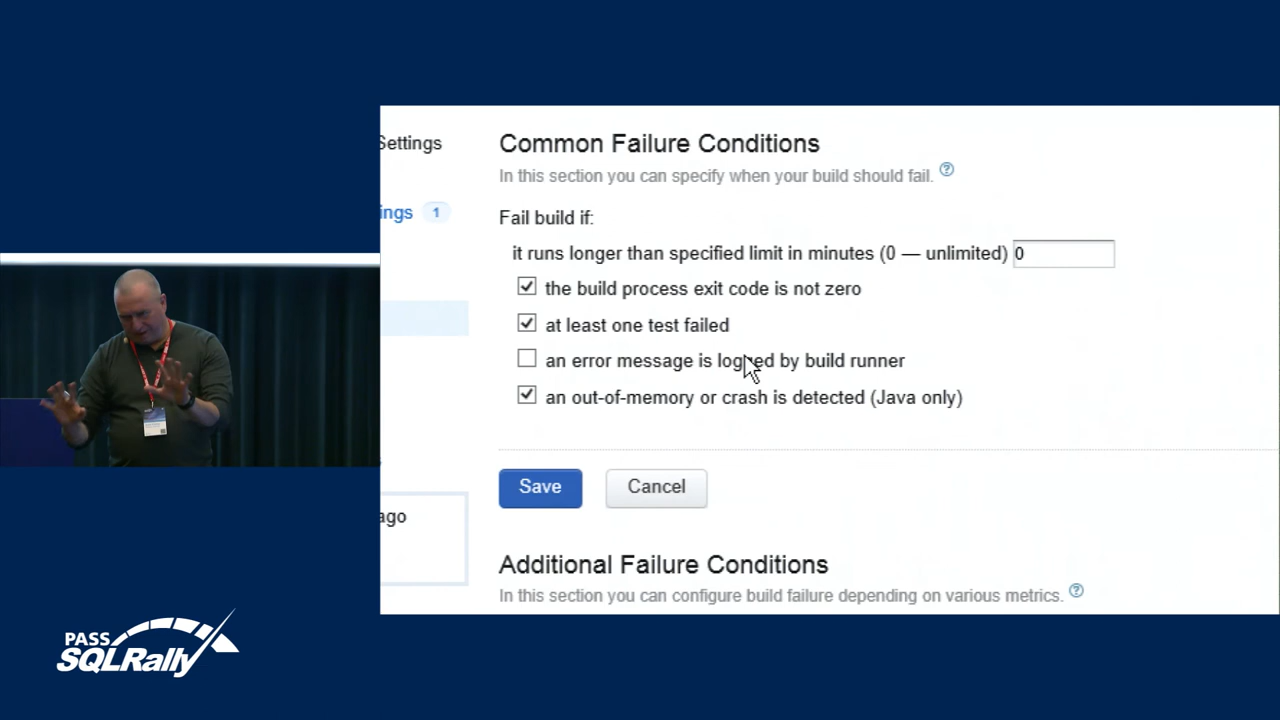 Settings
ings 1
ago
Common Failure Conditions
In this section you can specify when your build should fail. ?
Fail build if:
it runs longer than specified limit in minutes (0 — unlimited) 0
the build process exit code is not zero
at least one test failed
an error message is logged by build runner
an out-of-memory or crash is detected (Java only)
Save Cancel
Additional Failure Conditions
In this section you can configure build failure depending on various metrics. ?
PASS
SQLRally